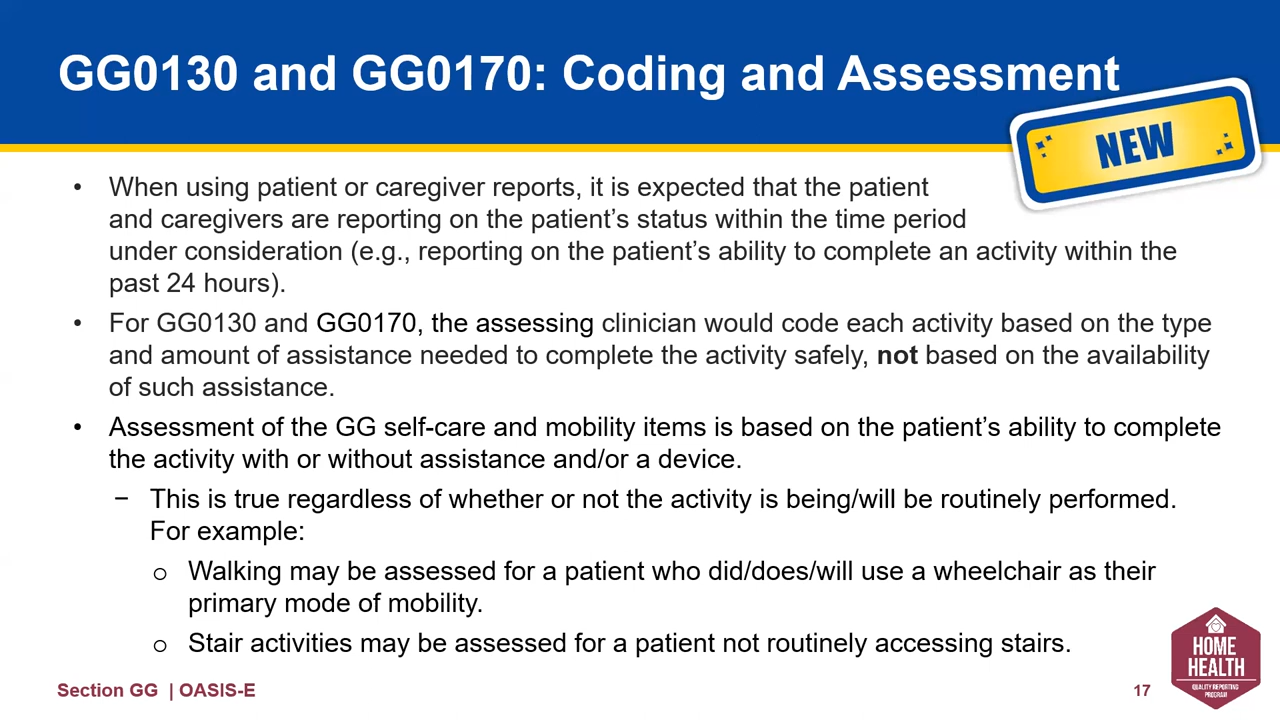 GG0130 and GG0170: Coding and Assessment
NEW
• When using patient or caregiver reports, it is expected that the patient
and caregivers are reporting on the patient’s status within the time period
under consideration (e.g., reporting on the patient’s ability to complete an activity within the
past 24 hours).
• For GG0130 and GG0170, the assessing clinician would code each activity based on the type
and amount of assistance needed to complete the activity safely, not based on the availability
of such assistance.
• Assessment of the GG self-care and mobility items is based on the patient’s ability to complete
the activity with or without assistance and/or a device.
− This is true regardless of whether or not the activity is being/will be routinely performed.
For example:
o Walking may be assessed for a patient who did/does/will use a wheelchair as their
primary mode of mobility.
o Stair activities may be assessed for a patient not routinely accessing stairs.
Section GG | OASIS-E
17
HOME
HEALTH
QUALITY REPORTING
PROGRAM